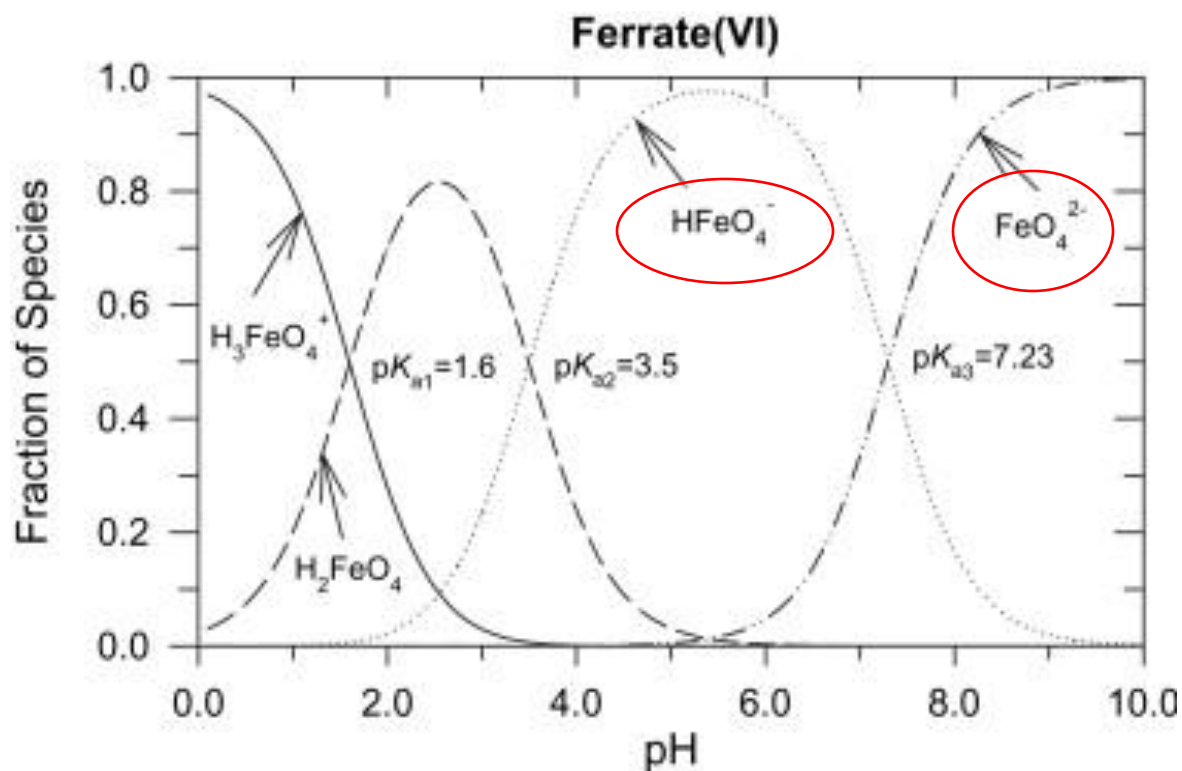 Ferrate(VI)
Fraction of Species
1.0
0.8
0.6
0.4
0.2
0.0
HFeO₄⁻
FeO₄²⁻
H₃FeO₄⁺
pKₐ₁=1.6
pKₐ₂=3.5
pKₐ₃=7.23
H₂FeO₄
0.0 2.0 4.0 6.0 8.0 10.0
pH